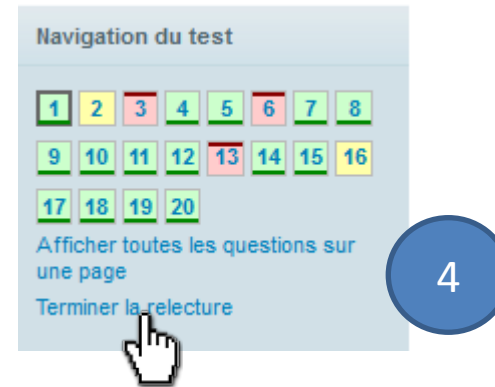 Navigation du test
1 2 3 4 5 6 7 8
9 10 11 12 13 14 15 16
17 18 19 20
Afficher toutes les questions sur
une page
Terminer la relecture
4